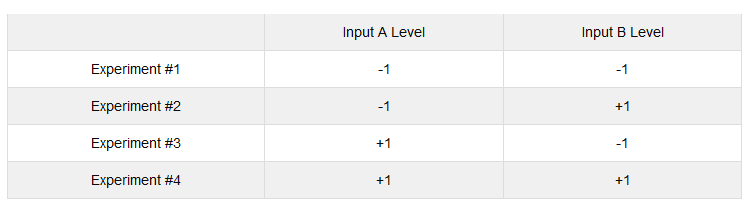 Input A Level Input B Level
Experiment #1 -1 -1
Experiment #2 -1 +1
Experiment #3 +1 -1
Experiment #4 +1 +1